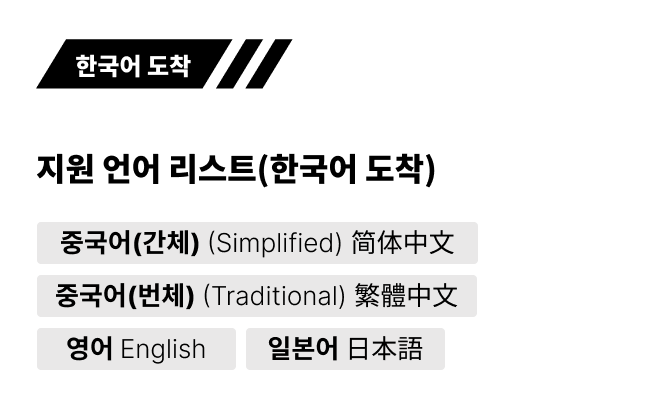 한국어 도착
지원 언어 리스트(한국어 도착)
중국어(간체) (Simplified) 简体中文
중국어(번체) (Traditional) 繁體中文
영어 English 일본어 日本語